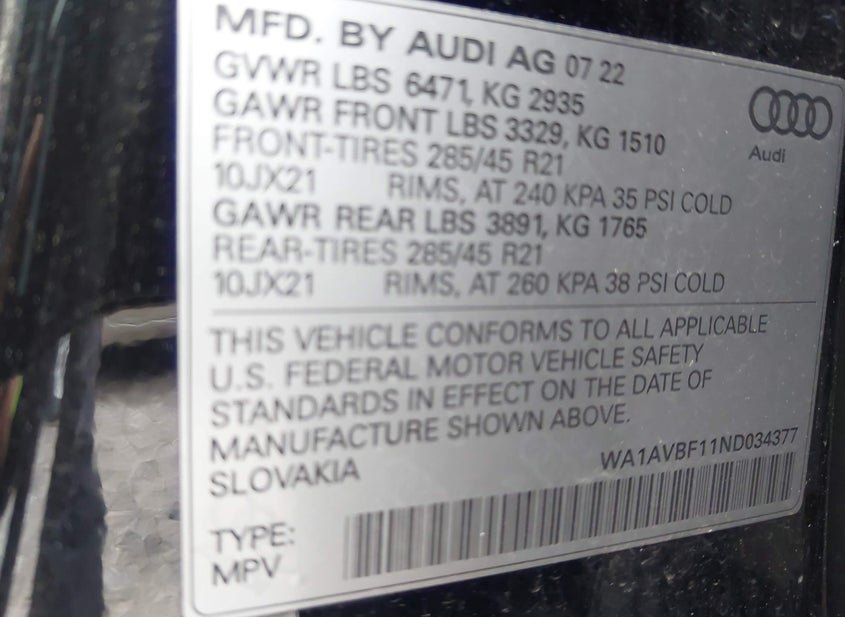 MFD. BY AUDI AG 07 22
GVWR LBS 6471, KG 2935
GAWR FRONT LBS 3329, KG 1510
FRONT-TIRES 285/45 R21
10JX21 RIMS, AT 240 KPA 35 PSI COLD
GAWR REAR LBS 3891, KG 1765
REAR-TIRES 285/45 R21
10JX21 RIMS, AT 260 KPA 38 PSI COLD
Audi
THIS VEHICLE CONFORMS TO ALL APPLICABLE
U.S. FEDERAL MOTOR VEHICLE SAFETY
STANDARDS IN EFFECT ON THE DATE OF
MANUFACTURE SHOWN ABOVE.
SLOVAKIA
WA1AVBF11ND034377
TYPE:
MPV